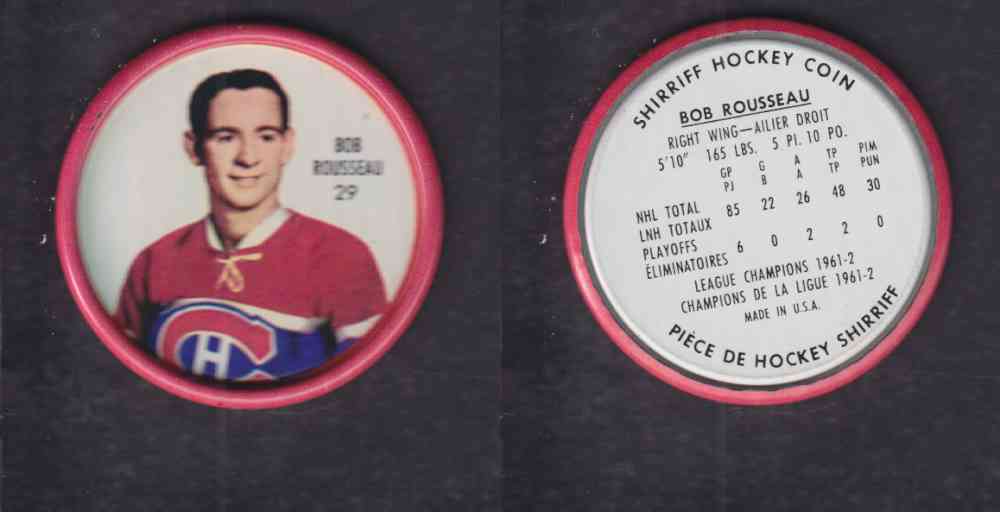 BOB
ROUSSEAU
29
CH
SHIRRIFF HOCKEY COIN
BOB ROUSSEAU
RIGHT WING—AILIER DROIT
5'10" 165 LBS. 5 PI. 10 PO.
GP G A TP PIM
PJ B A TP PUN
NHL TOTAL 85 22 26 48 30
LNH TOTAUX
PLAYOFFS 6 0 2 2 0
ÉLIMINATOIRES
LEAGUE CHAMPIONS 1961-2
CHAMPIONS DE LA LIGUE 1961-2
MADE IN U.S.A.
PIÈCE DE HOCKEY SHIRRIFF